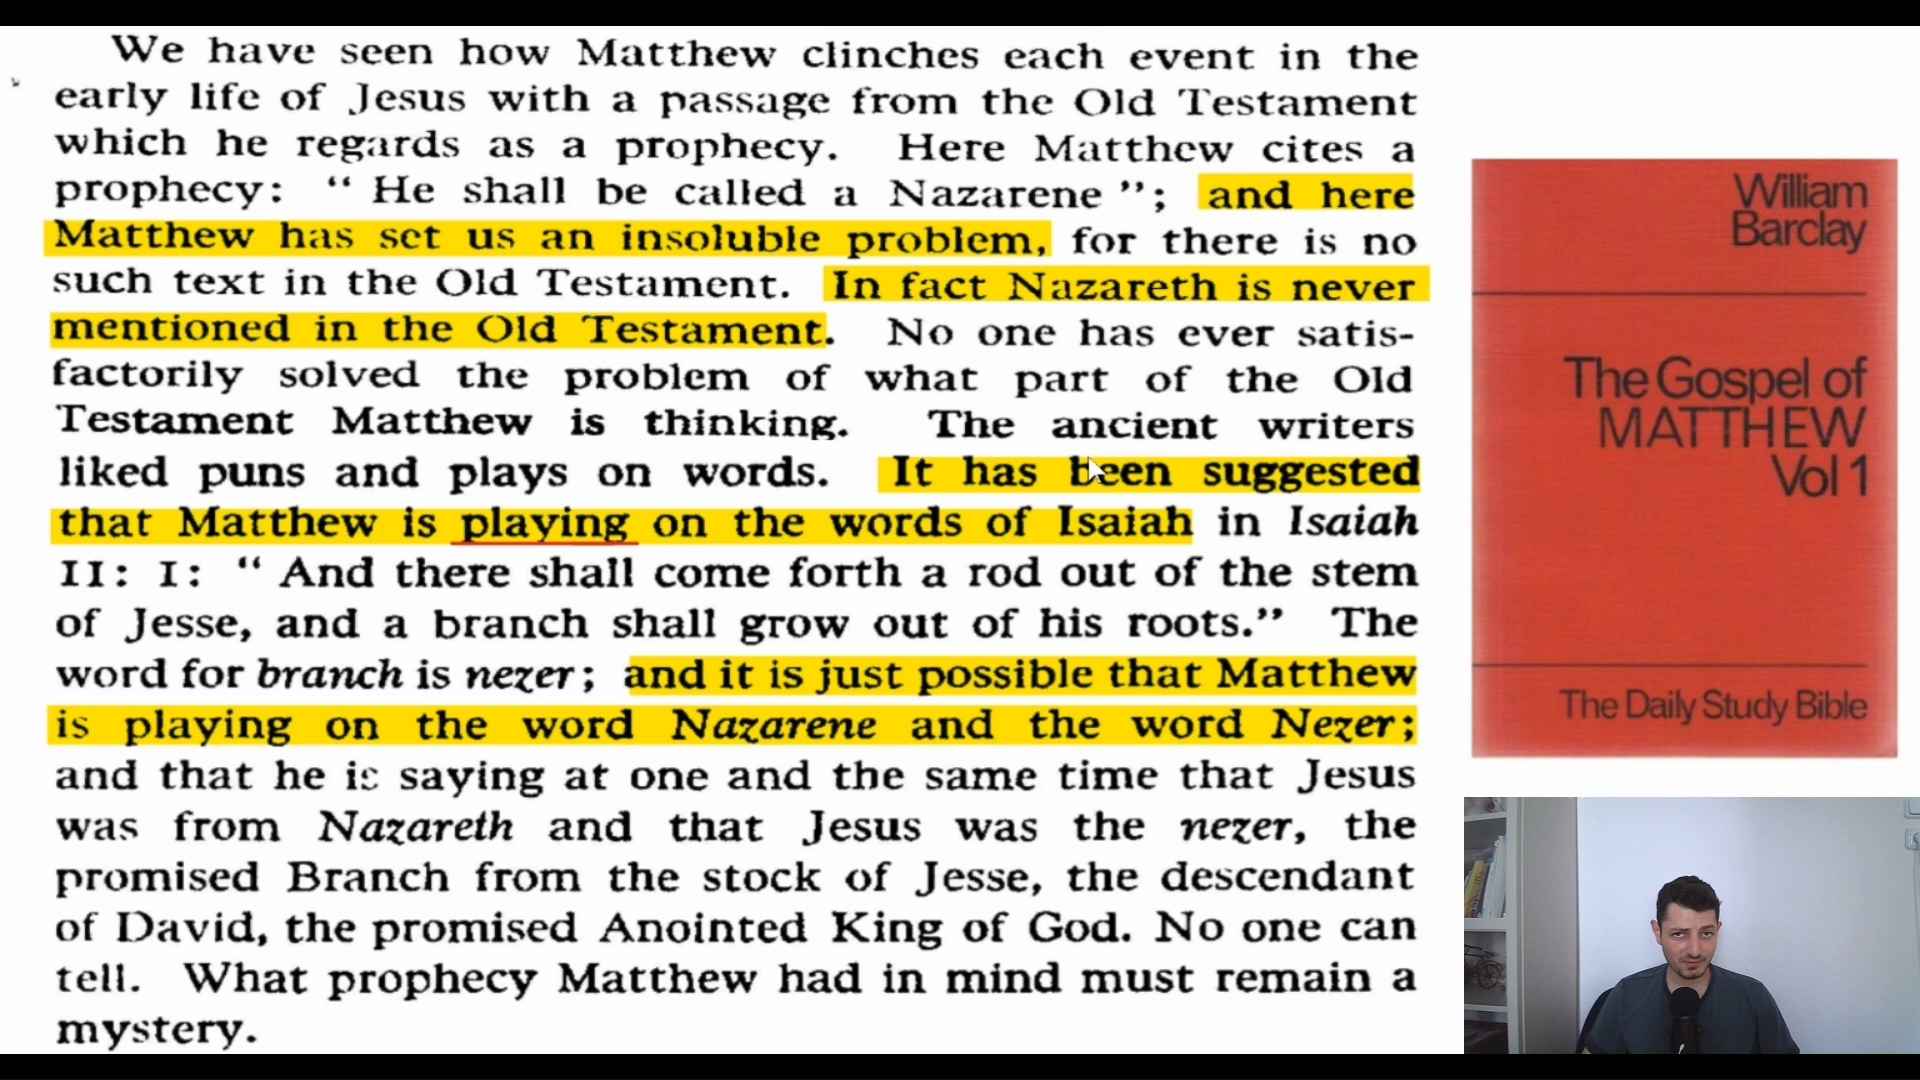 We have seen how Matthew clinches each event in the
early life of Jesus with a passage from the Old Testament
which he regards as a prophecy. Here Matthew cites a
prophecy: “ He shall be called a Nazarene ”; and here
Matthew has set us an insoluble problem, for there is no
such text in the Old Testament. In fact Nazareth is never
mentioned in the Old Testament. No one has ever satis-
factorily solved the problem of what part of the Old
Testament Matthew is thinking. The ancient writers
liked puns and plays on words. It has been suggested
that Matthew is playing on the words of Isaiah in Isaiah
II: I: “ And there shall come forth a rod out of the stem
of Jesse, and a branch shall grow out of his roots.” The
word for branch is nezer; and it is just possible that Matthew
is playing on the word Nazarene and the word Nezer;
and that he is saying at one and the same time that Jesus
was from Nazareth and that Jesus was the nezer, the
promised Branch from the stock of Jesse, the descendant
of David, the promised Anointed King of God. No one can
tell. What prophecy Matthew had in mind must remain a
mystery.
William
Barclay
The Gospel of
MATTHEW
Vol 1
The Daily Study Bible